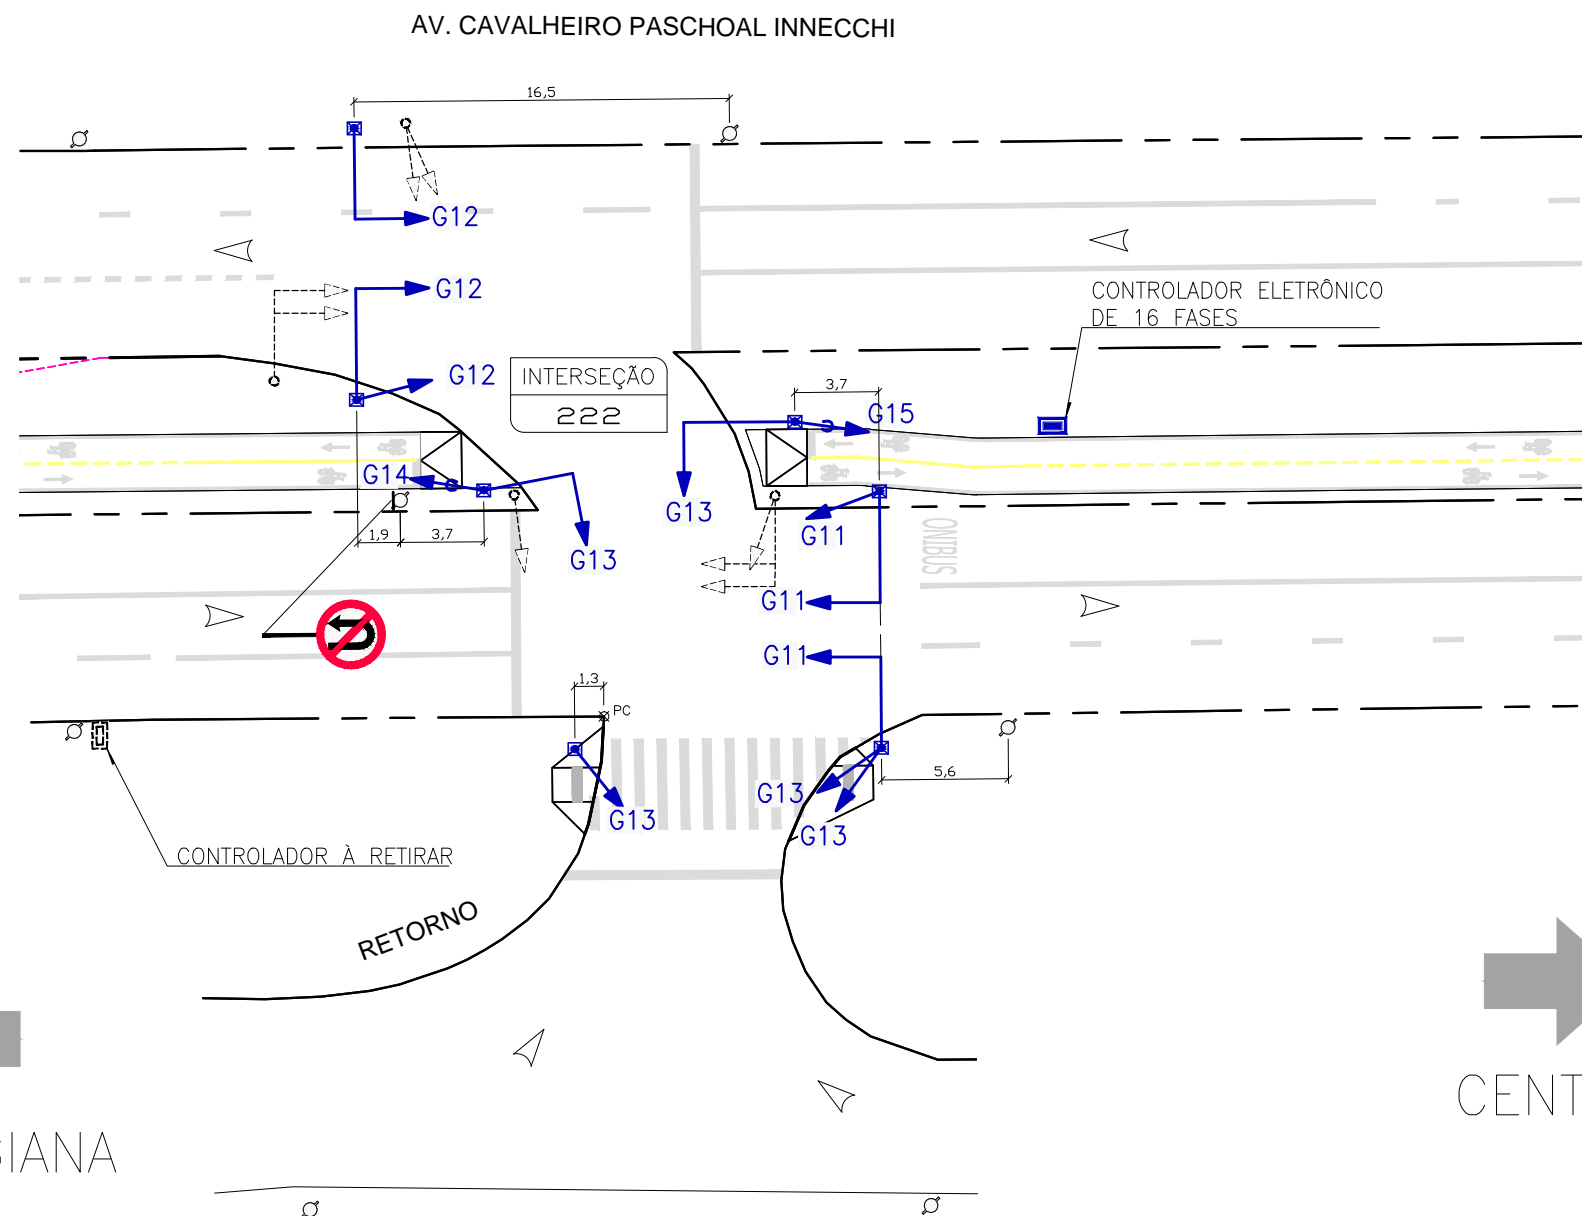 AV. CAVALHEIRO PASCHOAL INNECCHI
16,5
G12
G12
CONTROLADOR ELETRÔNICO
DE 16 FASES
G12
INTERSEÇÃO
222
3,7
G15
G14
G13
G13
G11
1,9
3,7
ONIBUS
G11
G11
1,3
PC
5,6
G13
G13
G13
CONTROLADOR À RETIRAR
RETORNO
CENT
IANA